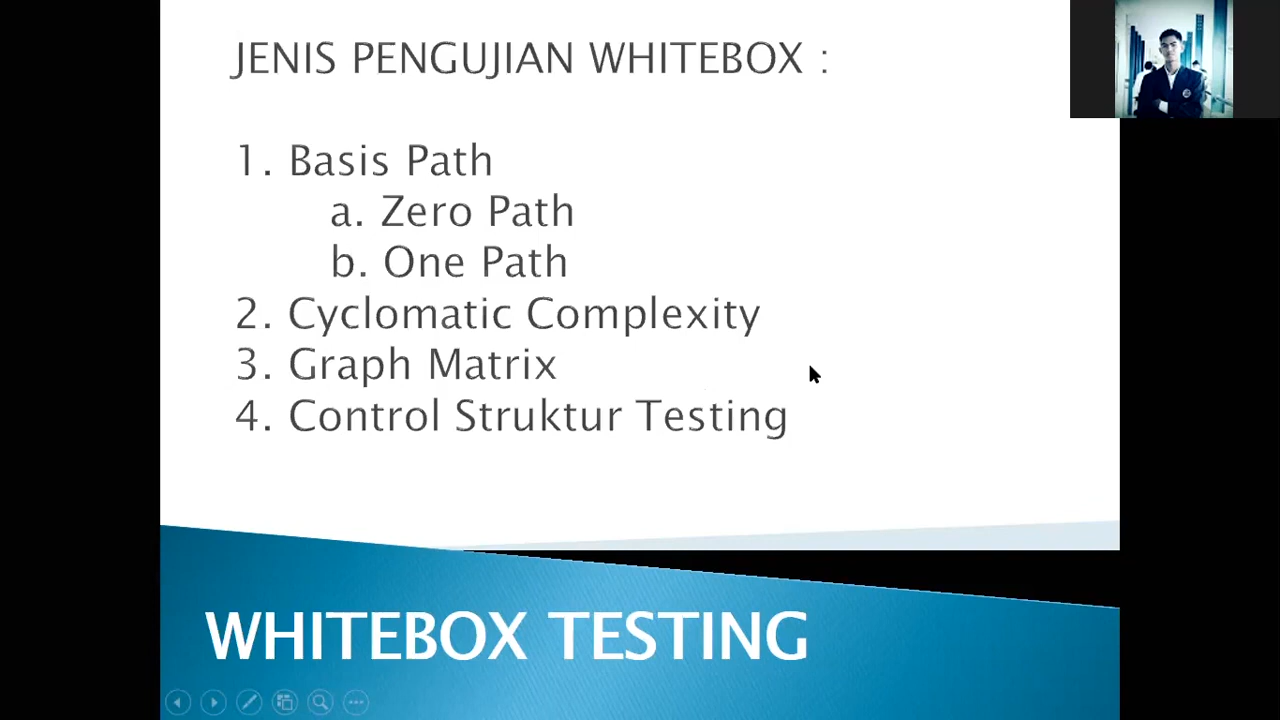 JENIS PENGUJIAN WHITEBOX :
1. Basis Path
a. Zero Path
b. One Path
2. Cyclomatic Complexity
3. Graph Matrix
4. Control Struktur Testing
WHITEBOX TESTING